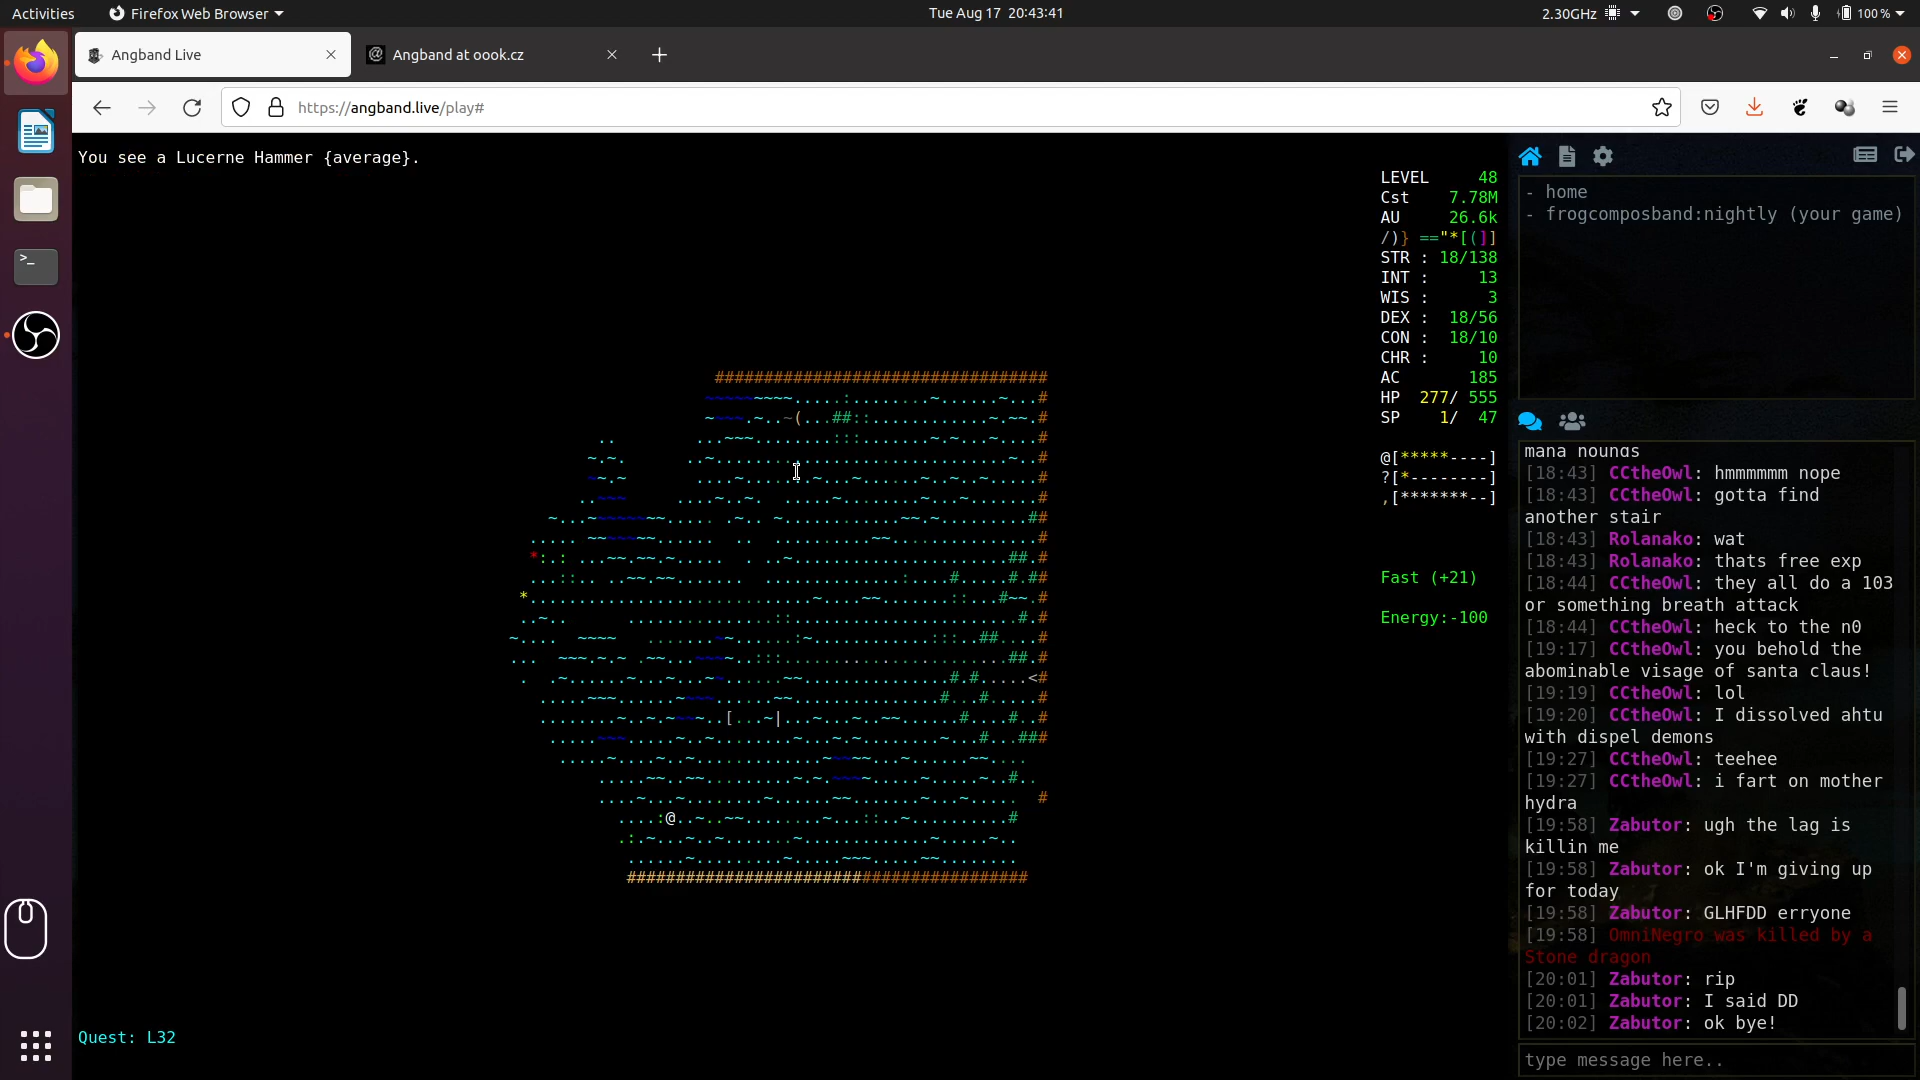 Activities
Firefox Web Browser
Tue Aug 17 20:43:41
2.30GHz
100 %
Angband Live
Angband at oook.cz
https://angband.live/play#
You see a Lucerne Hammer {average}.
LEVEL 48
Cst 7.78M
AU 26.6k
/)} =="*[(]]
STR : 18/138
INT : 13
WIS : 3
DEX : 18/56
CON : 18/10
CHR : 10
AC 185
HP 277/ 555
SP 1/ 47
@[*****----]
?[*--------]
,[*******--]
Fast (+21)
Energy:-100
Quest: L32
- home
- frogcomposband:nightly (your game)
mana hounds
[18:43] CCtheOwl: hmmmmmm nope
[18:43] CCtheOwl: gotta find
another stair
[18:43] Rolanako: wat
[18:43] Rolanako: thats free exp
[18:44] CCtheOwl: they all do a 103
or something breath attack
[18:44] CCtheOwl: heck to the n0
[19:17] CCtheOwl: you behold the
abominable visage of santa claus!
[19:19] CCtheOwl: lol
[19:20] CCtheOwl: I dissolved ahtu
with dispel demons
[19:27] CCtheOwl: teehee
[19:27] CCtheOwl: i fart on mother
hydra
[19:58] Zabutor: ugh the lag is
killin me
[19:58] Zabutor: ok I'm giving up
for today
[19:58] Zabutor: GLHFDD erryone
[19:58] OmniNegro was killed by a
Stone dragon
[20:01] Zabutor: rip
[20:01] Zabutor: I said DD
[20:02] Zabutor: ok bye!
type message here..